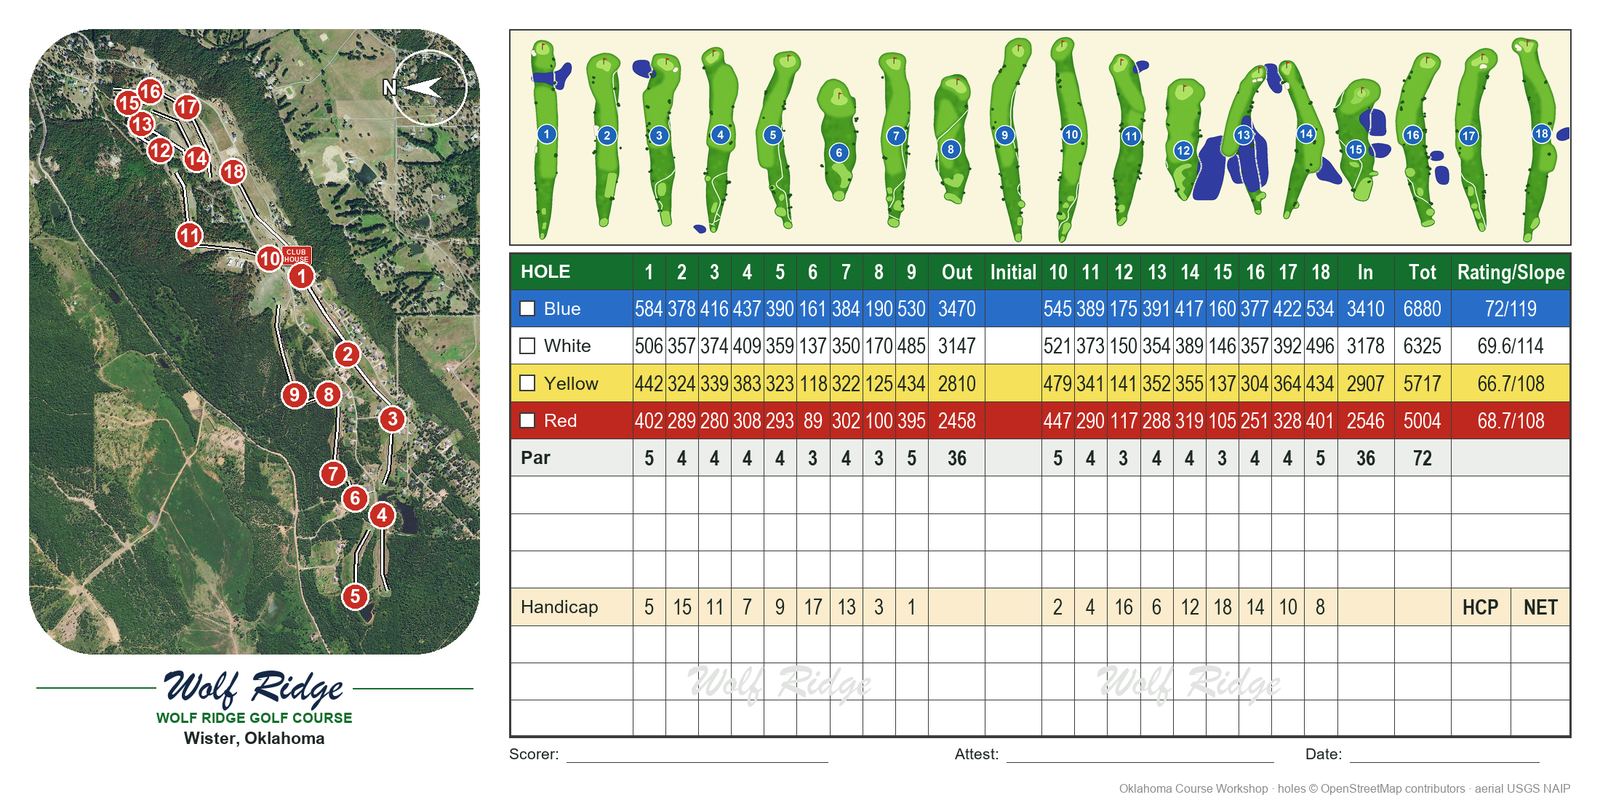 N
16
15
17
13
12
14
18
11
10
CLUB HOUSE
1
2
9
8
3
7
6
4
5
Wolf Ridge
WOLF RIDGE GOLF COURSE
Wister, Oklahoma
1 2 3 4 5 6 7 8 9 10 11 12 13 14 15 16 17 18
HOLE 1 2 3 4 5 6 7 8 9 Out Initial 10 11 12 13 14 15 16 17 18 In Tot Rating/Slope
Blue 584 378 416 437 390 161 384 190 530 3470 545 389 175 391 417 160 377 422 534 3410 6880 72/119
White 506 357 374 409 359 137 350 170 485 3147 521 373 150 354 389 146 357 392 496 3178 6325 69.6/114
Yellow 442 324 339 383 323 118 322 125 434 2810 479 341 141 352 355 137 304 364 434 2907 5717 66.7/108
Red 402 289 280 308 293 89 302 100 395 2458 447 290 117 288 319 105 251 328 401 2546 5004 68.7/108
Par 5 4 4 4 4 3 4 3 5 36 5 4 3 4 4 3 4 4 5 36 72
Handicap 5 15 11 7 9 17 13 3 1 2 4 16 6 12 18 14 10 8 HCP NET
Wolf Ridge Wolf Ridge
Scorer: Attest: Date:
Oklahoma Course Workshop · holes © OpenStreetMap contributors · aerial USGS NAIP